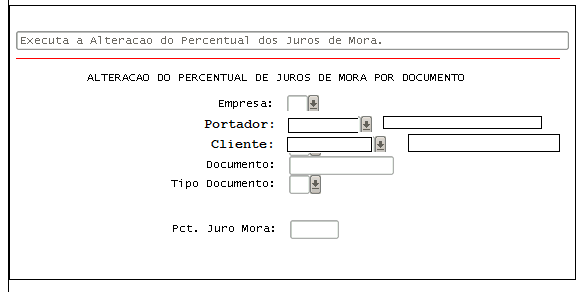 Executa a Alteracao do Percentual dos Juros de Mora.
ALTERACAO DO PERCENTUAL DE JUROS DE MORA POR DOCUMENTO
Empresa:
Portador:
Cliente:
Documento:
Tipo Documento:
Pct. Juro Mora: